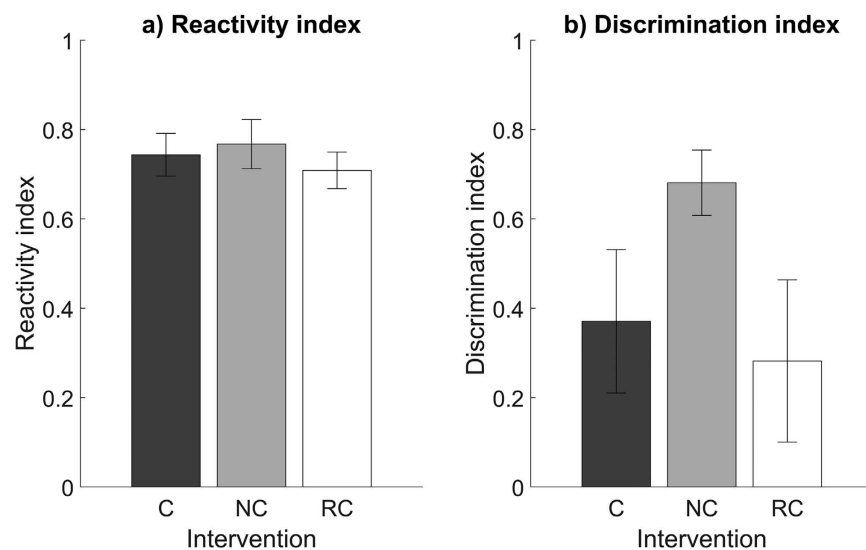 a) Reactivity index
Reactivity index
1
0.8
0.6
0.4
0.2
0
C NC RC
Intervention
b) Discrimination index
Discrimination index
1
0.8
0.6
0.4
0.2
0
C NC RC
Intervention